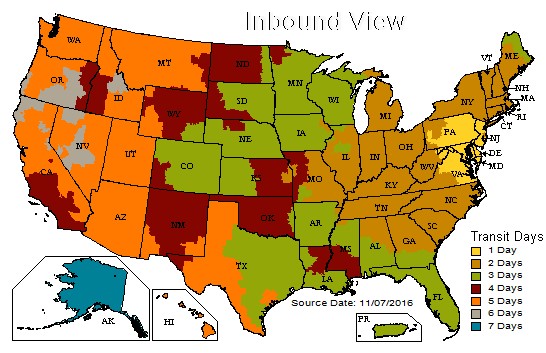 Inbound View
WA
MT
ND
MN
ME
VT
OR
ID
SD
WI
NY
NH
MA
WY
MI
RI
CT
IA
PA
NJ
NV
NE
OH
DE
UT
CO
IL
IN
WV
MD
VA
CA
KS
MO
KY
NC
AZ
NM
OK
TN
AR
SC
MS
AL
GA
TX
LA
FL
AK
HI
PR
Source Date: 11/07/2016
Transit Days
1 Day
2 Days
3 Days
4 Days
5 Days
6 Days
7 Days